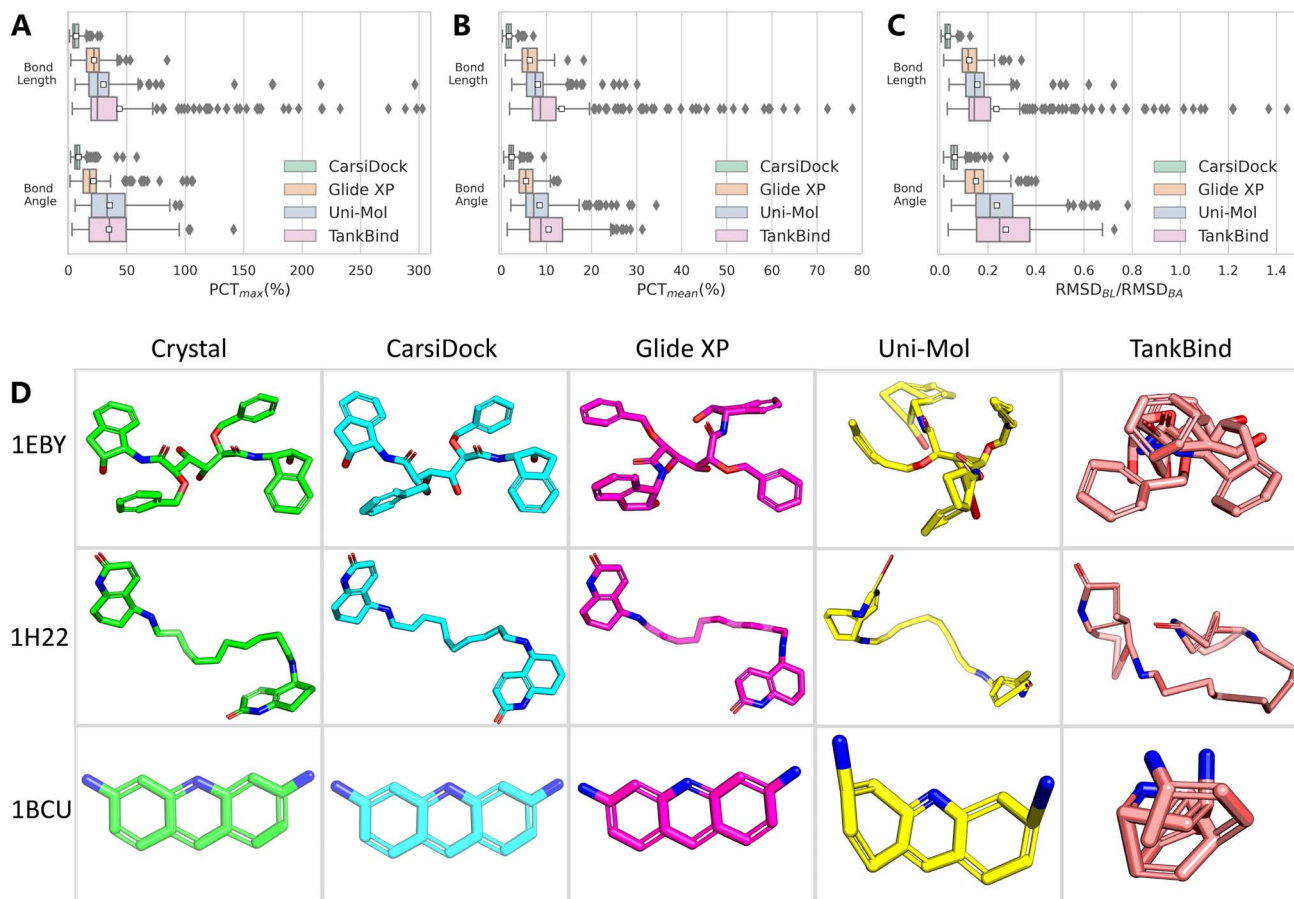 A
Bond
Length
Bond
Angle
CarsiDock
Glide XP
Uni-Mol
TankBind
0 50 100 150 200 250 300
PCTmax(%)
B
Bond
Length
Bond
Angle
CarsiDock
Glide XP
Uni-Mol
TankBind
0 10 20 30 40 50 60 70 80
PCTmean(%)
C
Bond
Length
Bond
Angle
CarsiDock
Glide XP
Uni-Mol
TankBind
0.0 0.2 0.4 0.6 0.8 1.0 1.2 1.4
RMSDBL/RMSDBA
Crystal CarsiDock Glide XP Uni-Mol TankBind
D
1EBY
1H22
1BCU